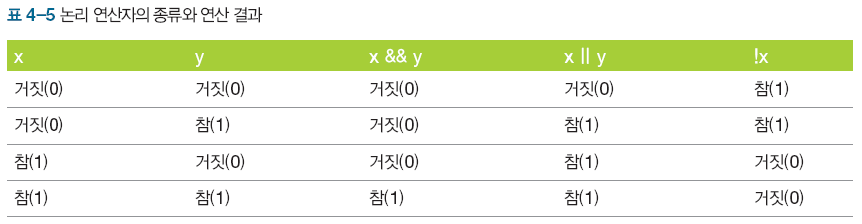 표 4-5 논리 연산자의 종류와 연산 결과
x y x && y x || y !x
거짓(0) 거짓(0) 거짓(0) 거짓(0) 참(1)
거짓(0) 참(1) 거짓(0) 참(1) 참(1)
참(1) 거짓(0) 거짓(0) 참(1) 거짓(0)
참(1) 참(1) 참(1) 참(1) 거짓(0)